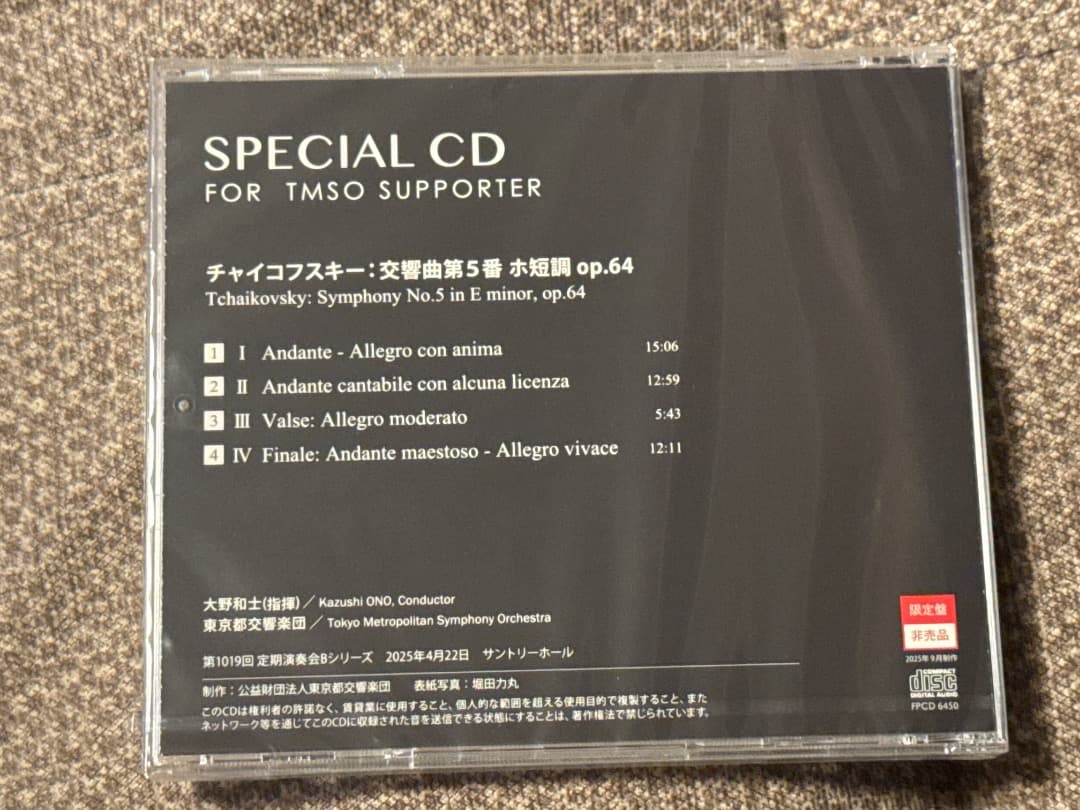 SPECIAL CD
FOR TMSO SUPPORTER
チャイコフスキー：交響曲第５番 ホ短調 op.64
Tchaikovsky: Symphony No.5 in E minor, op.64
1 Ⅰ Andante - Allegro con anima 15:06
2 Ⅱ Andante cantabile con alcuna licenza 12:59
3 Ⅲ Valse: Allegro moderato 5:43
4 Ⅳ Finale: Andante maestoso - Allegro vivace 12:11
大野和士(指揮)／Kazushi ONO, Conductor
東京都交響楽団／Tokyo Metropolitan Symphony Orchestra
第1019回 定期演奏会Bシリーズ 2025年4月22日 サントリーホール
制作：公益財団法人東京都交響楽団 表紙写真：堀田力丸
このCDは権利者の許諾なく、賃貸業に使用すること、個人的な範囲を超える使用目的で複製すること、また
ネットワーク等を通じてこのCDに収録された音を送信できる状態にすることは、著作権法で禁じられています。
限定盤
非売品
2025年9月制作
COMPACT
disc
DIGITAL AUDIO
FPCD 6450